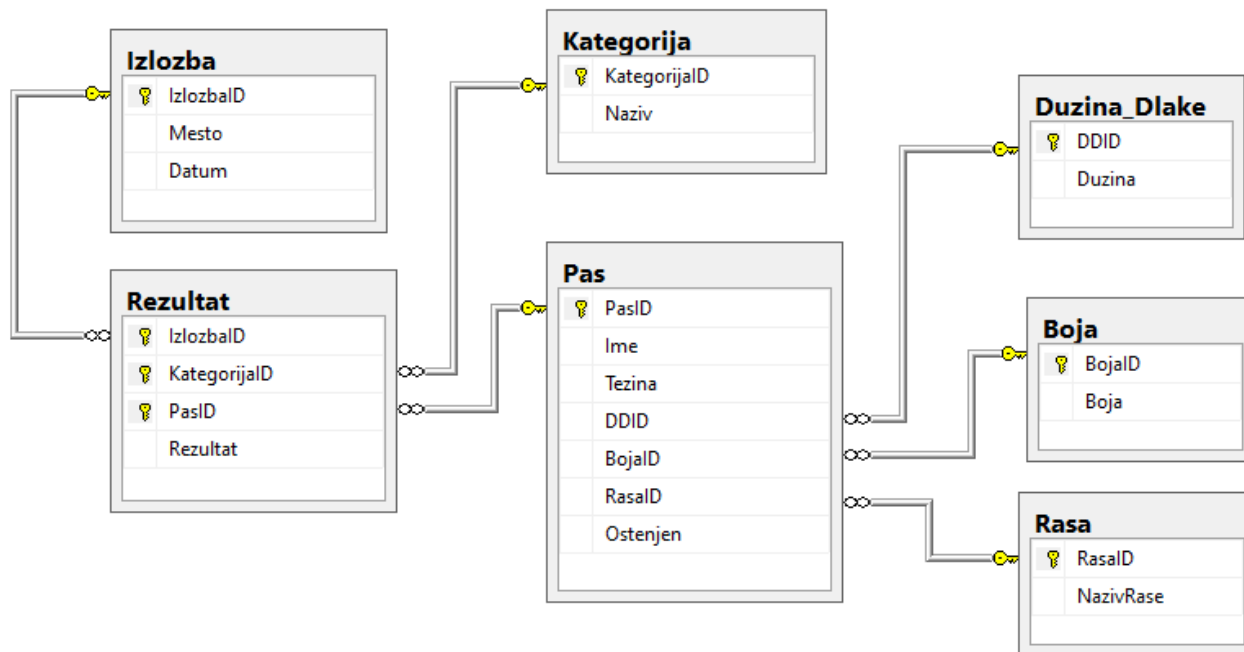 Izlozba
IzlozbaID
Mesto
Datum
Kategorija
KategorijaID
Naziv
Duzina_Dlake
DDID
Duzina
Rezultat
IzlozbaID
KategorijaID
PasID
Rezultat
Pas
PasID
Ime
Tezina
DDID
BojaID
RasaID
Ostenjen
Boja
BojaID
Boja
Rasa
RasaID
NazivRase